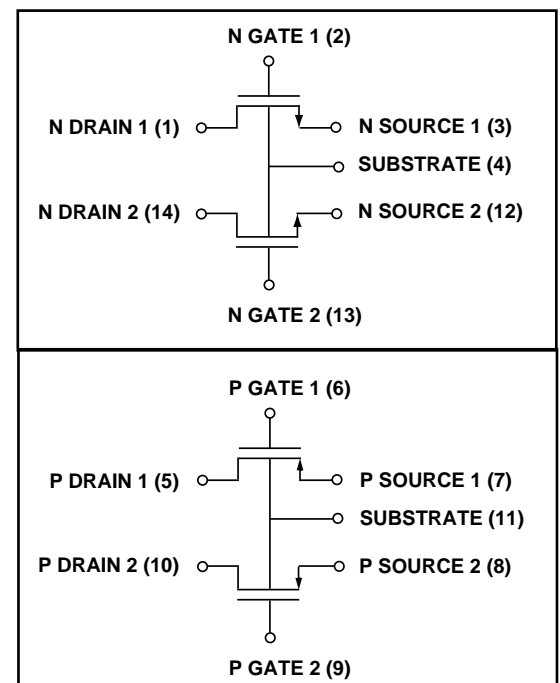 N GATE 1 (2)
N DRAIN 1 (1)
N SOURCE 1 (3)
SUBSTRATE (4)
N DRAIN 2 (14)
N SOURCE 2 (12)
N GATE 2 (13)
P GATE 1 (6)
P DRAIN 1 (5)
P SOURCE 1 (7)
SUBSTRATE (11)
P DRAIN 2 (10)
P SOURCE 2 (8)
P GATE 2 (9)